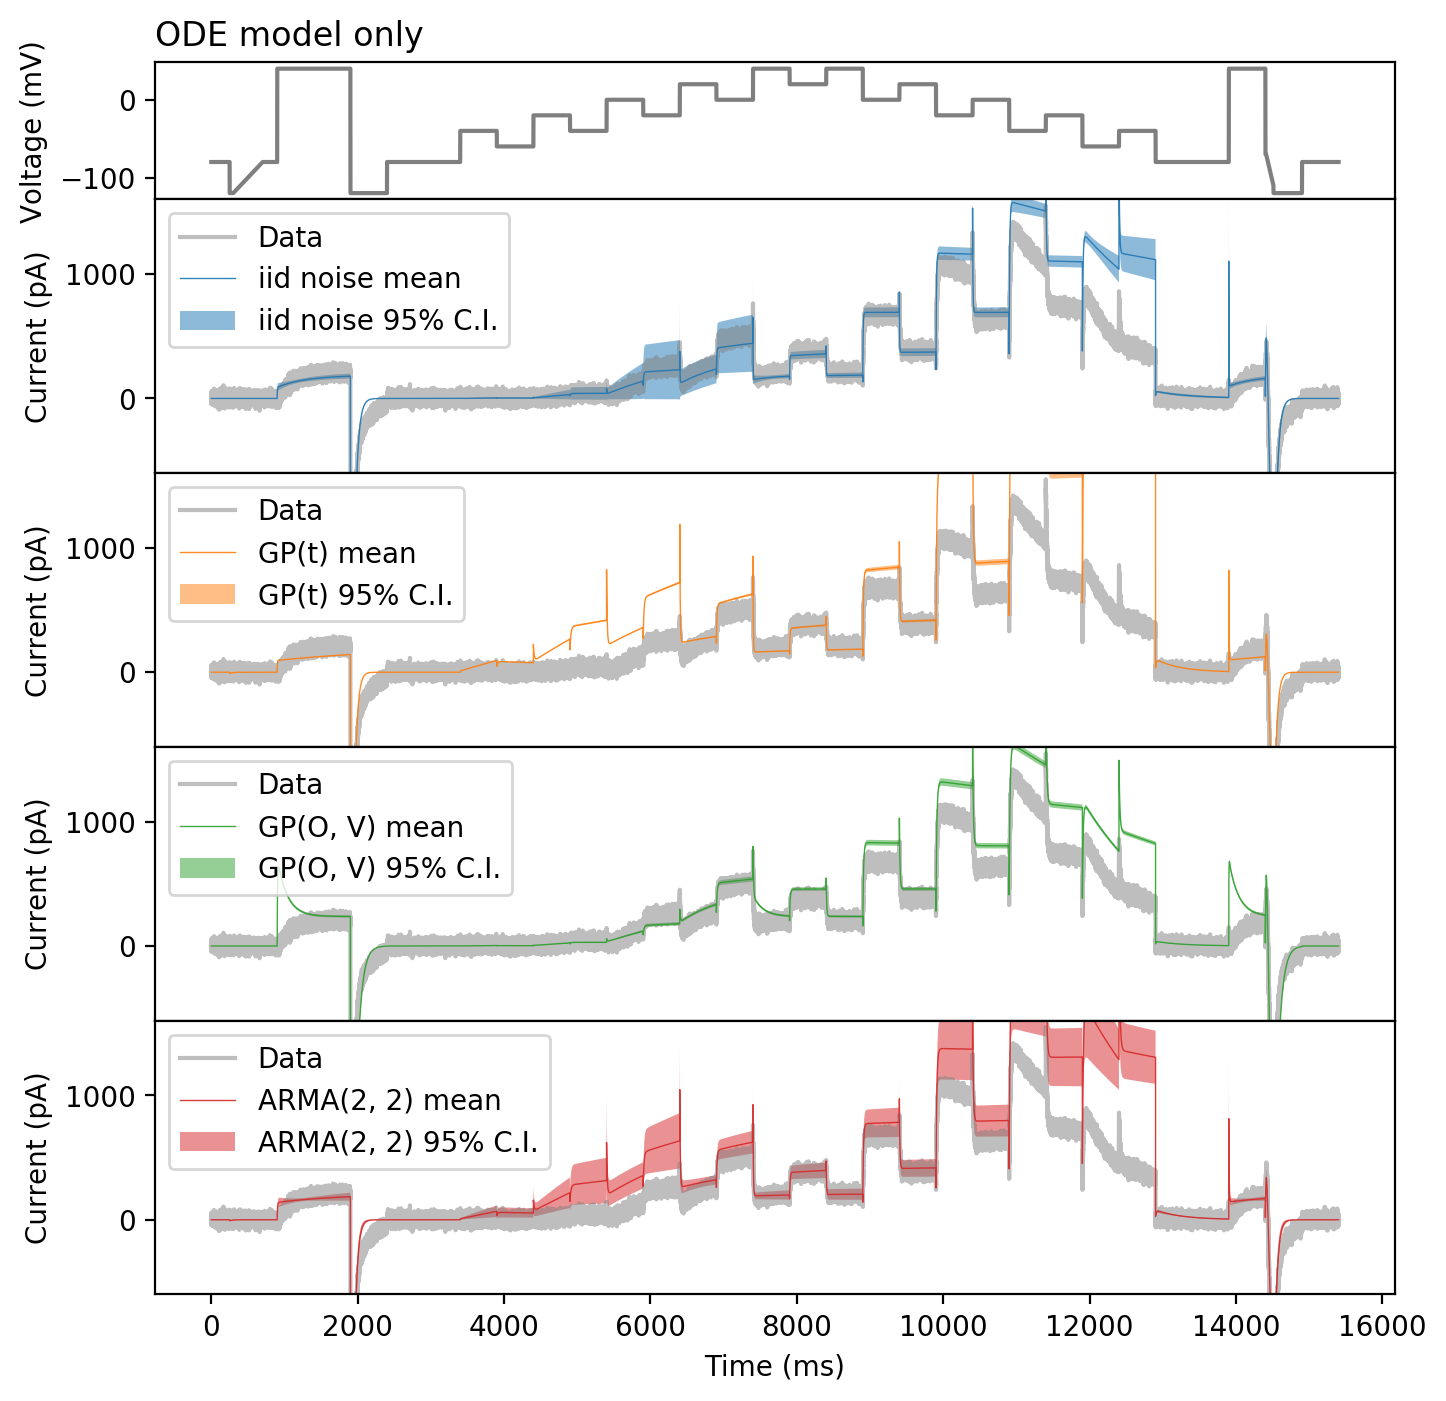 ODE model only
Voltage (mV)
0
−100
Current (pA)
1000
0
Data
iid noise mean
iid noise 95% C.I.
Current (pA)
1000
0
Data
GP(t) mean
GP(t) 95% C.I.
Current (pA)
1000
0
Data
GP(O, V) mean
GP(O, V) 95% C.I.
Current (pA)
1000
0
Data
ARMA(2, 2) mean
ARMA(2, 2) 95% C.I.
0 2000 4000 6000 8000 10000 12000 14000 16000
Time (ms)